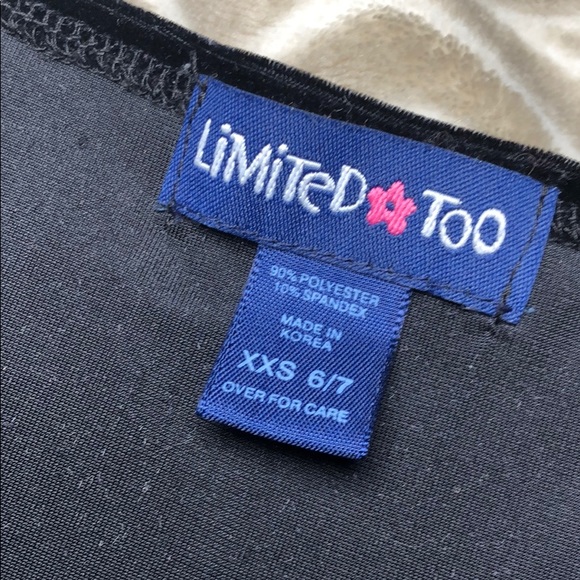 LiMiTeD TOO
90% POLYESTER
10% SPANDEX
MADE IN
KOREA
XXS 6/7
OVER FOR CARE